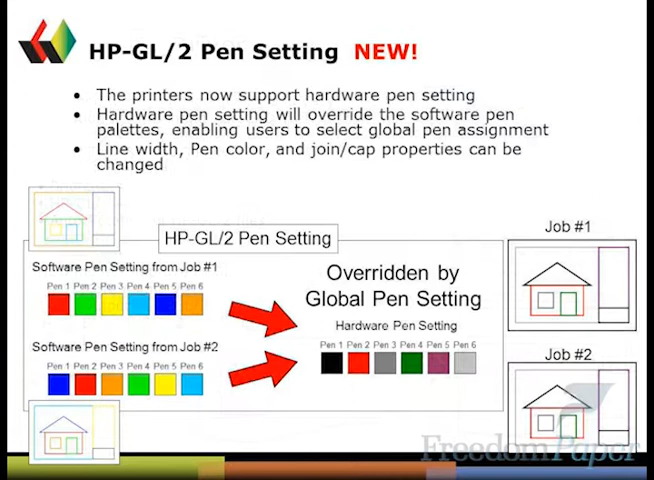 HP-GL/2 Pen Setting NEW!
• The printers now support hardware pen setting
• Hardware pen setting will override the software pen
palettes, enabling users to select global pen assignment
• Line width, Pen color, and join/cap properties can be
changed
HP-GL/2 Pen Setting
Software Pen Setting from Job #1
Pen 1 Pen 2 Pen 3 Pen 4 Pen 5 Pen 6
Software Pen Setting from Job #2
Pen 1 Pen 2 Pen 3 Pen 4 Pen 5 Pen 6
Overridden by
Global Pen Setting
Hardware Pen Setting
Pen 1 Pen 2 Pen 3 Pen 4 Pen 5 Pen 6
Job #1
Job #2
FreedomPaper